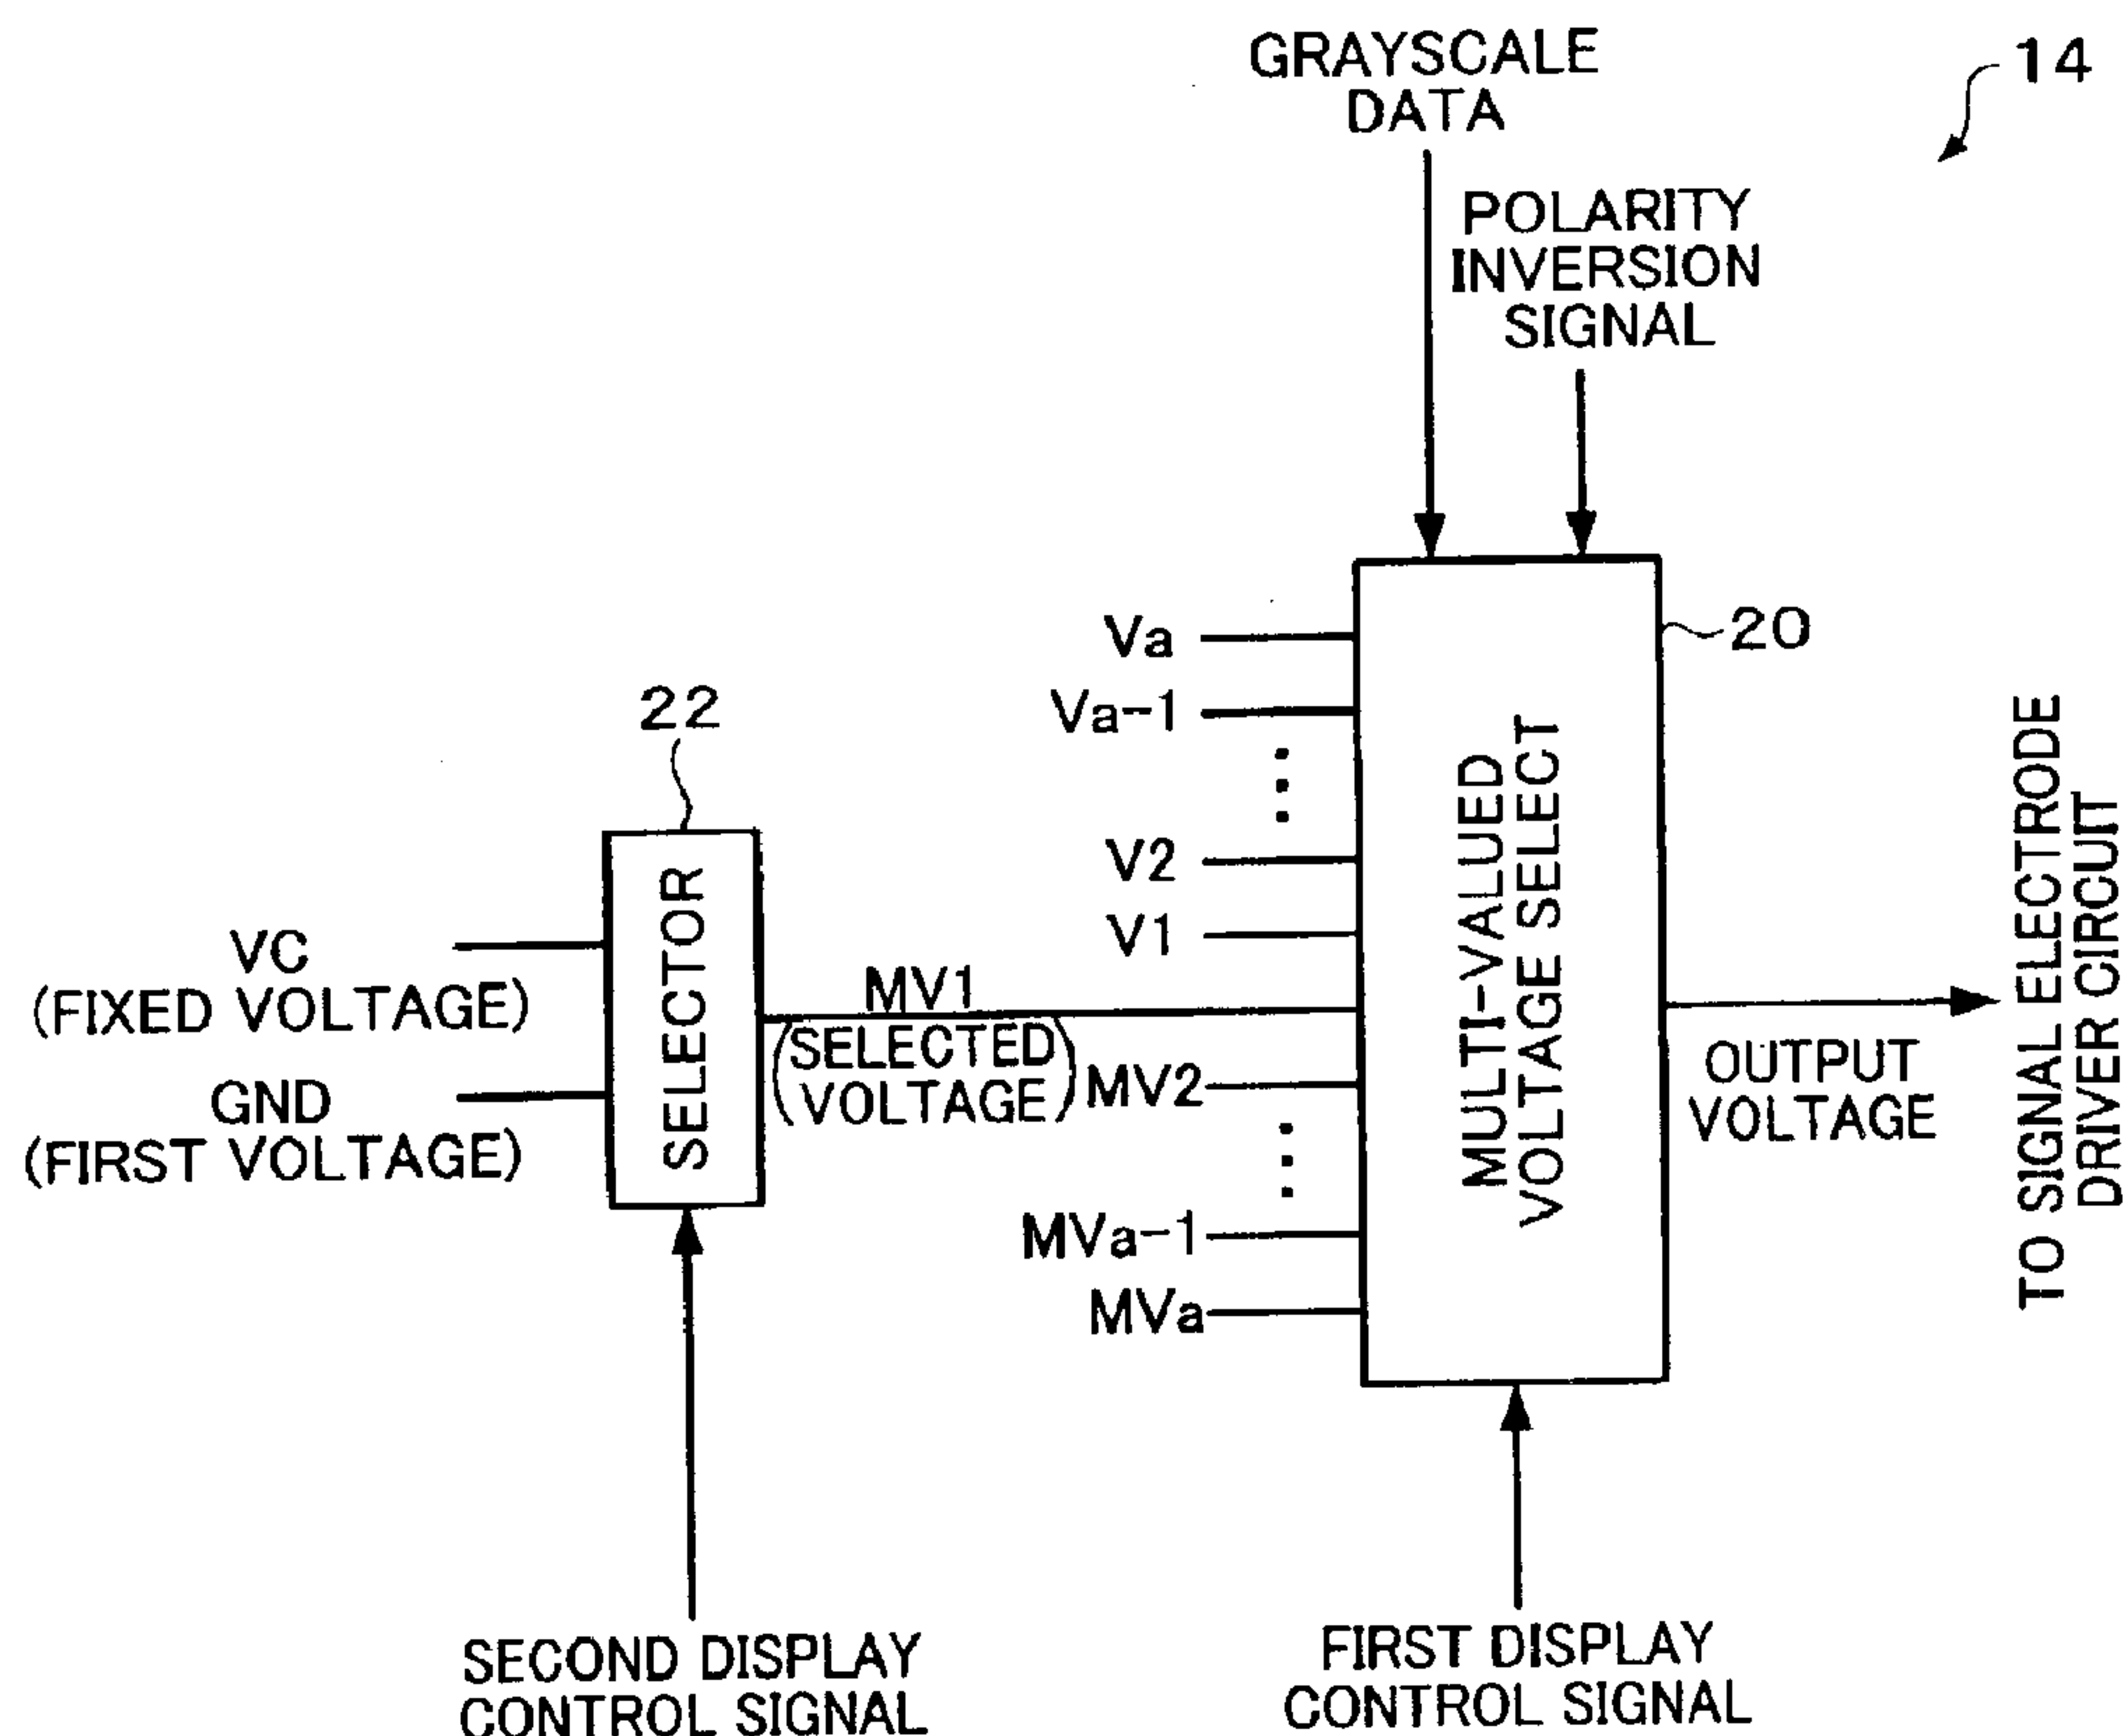 GRAYSCALE
DATA
14
POLARITY
INVERSION
SIGNAL
Va
20
Va-1
22
V2
V1
VC
(FIXED VOLTAGE)
GND
(FIRST VOLTAGE)
SELECTOR
MV1
(SELECTED
VOLTAGE)
MV2
MVa-1
MVa
MULTI-VALUED
VOLTAGE SELECT
OUTPUT
VOLTAGE
TO SIGNAL ELECTRODE
DRIVER CIRCUIT
SECOND DISPLAY
CONTROL SIGNAL
FIRST DISPLAY
CONTROL SIGNAL